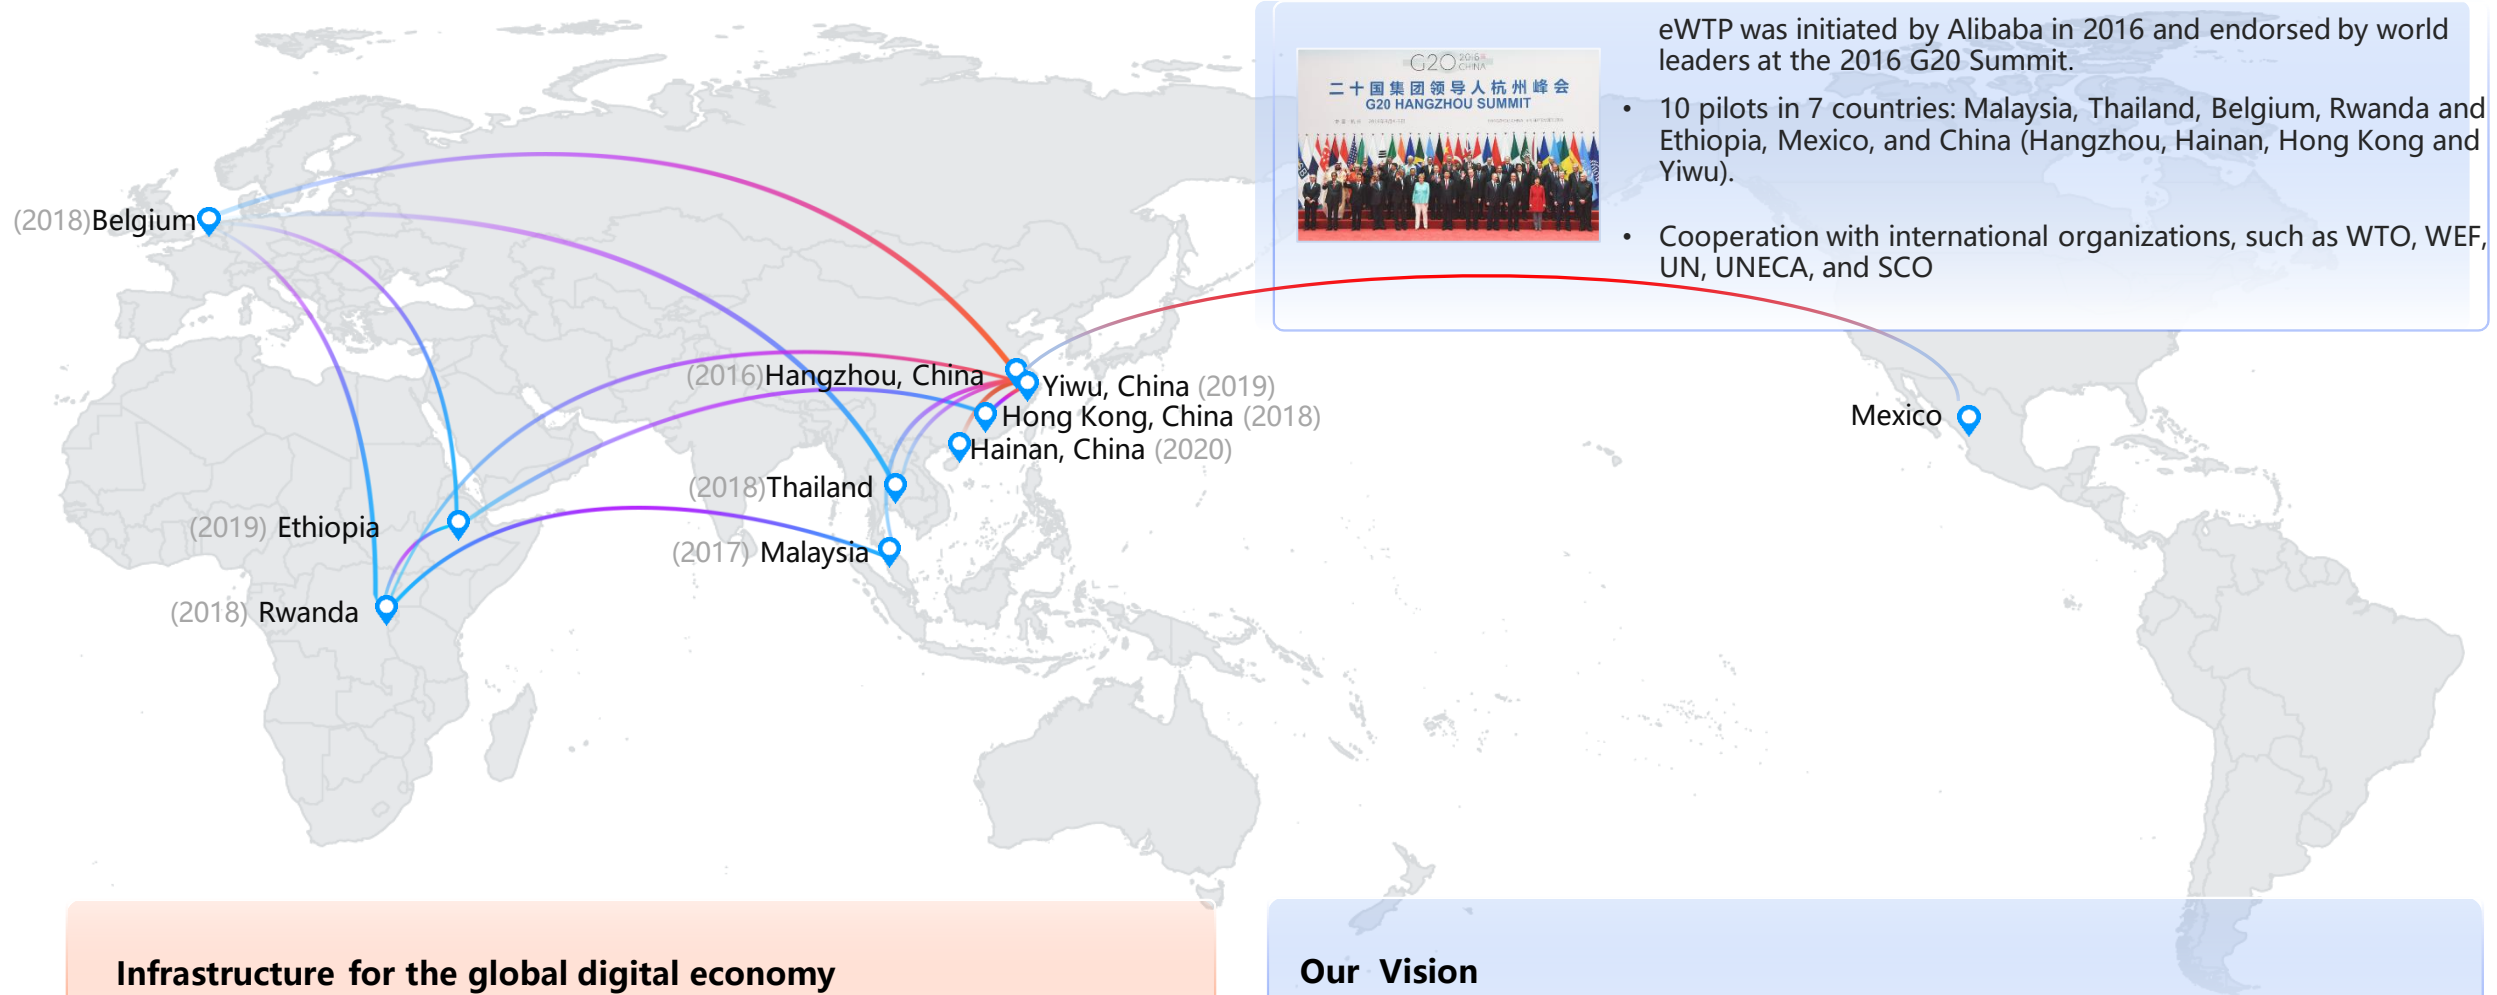 eWTP was initiated by Alibaba in 2016 and endorsed by world
leaders at the 2016 G20 Summit.
• 10 pilots in 7 countries: Malaysia, Thailand, Belgium, Rwanda and
Ethiopia, Mexico, and China (Hangzhou, Hainan, Hong Kong and
Yiwu).
• Cooperation with international organizations, such as WTO, WEF,
UN, UNECA, and SCO
G20 2016 CHINA
二十国集团领导人杭州峰会
G20 HANGZHOU SUMMIT
(2018)Belgium
(2016)Hangzhou, China
Yiwu, China (2019)
Hong Kong, China (2018)
Hainan, China (2020)
Mexico
(2018)Thailand
(2019) Ethiopia
(2017) Malaysia
(2018) Rwanda
Infrastructure for the global digital economy
Our Vision